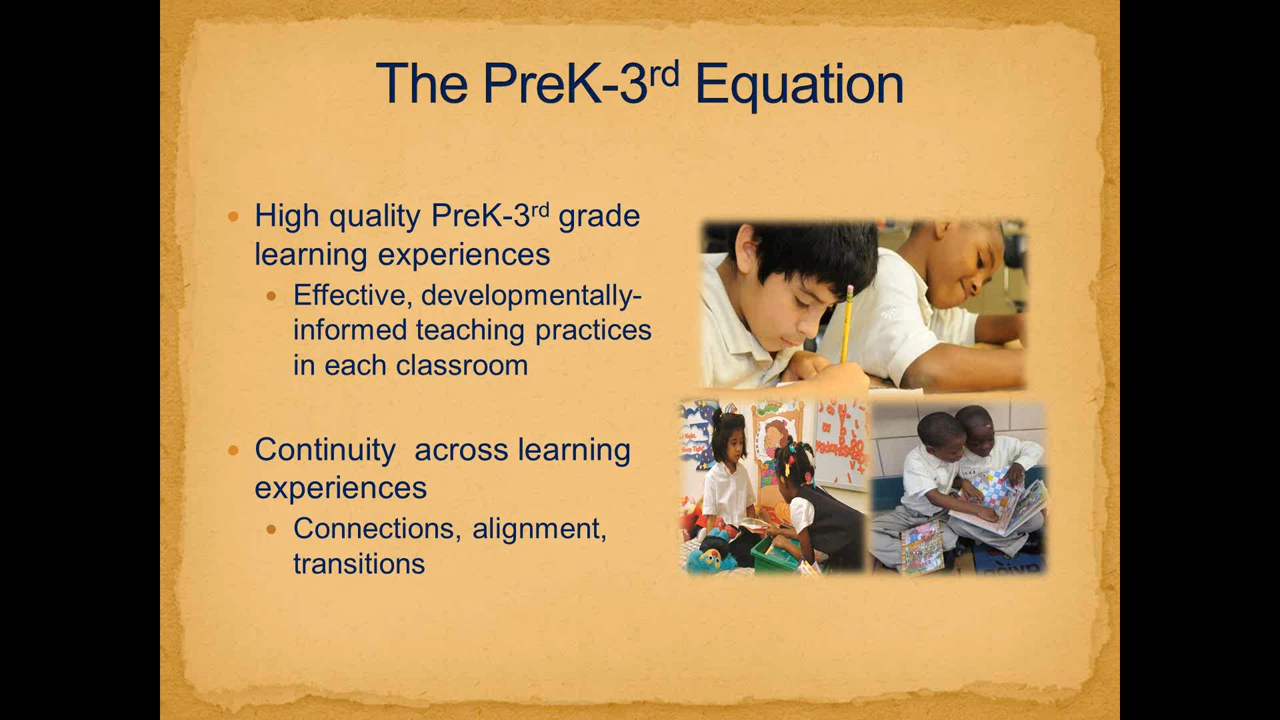 The PreK-3rd Equation
High quality PreK-3rd grade
learning experiences
Effective, developmentally-
informed teaching practices
in each classroom
Continuity  across learning
experiences
Connections, alignment,
transitions